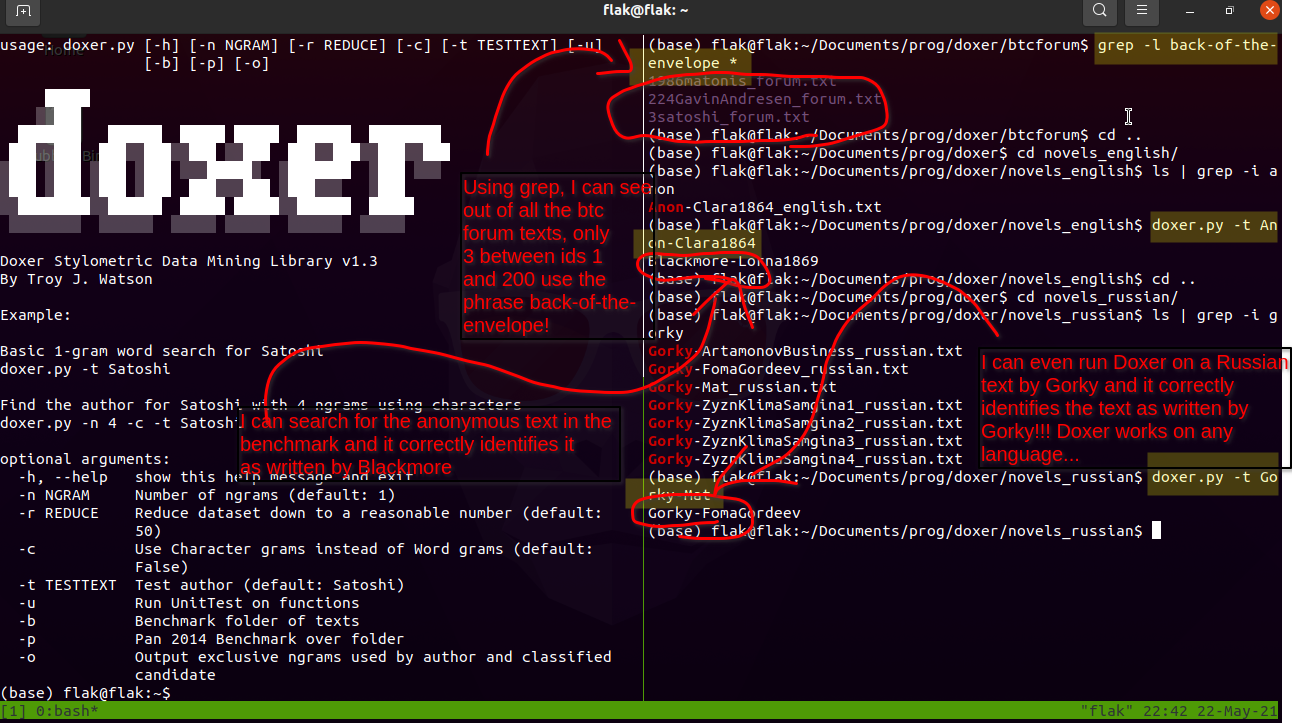 flak@flak: ~
usage: doxer.py [-h] [-n NGRAM] [-r REDUCE] [-c] [-t TESTTEXT] [-u]
[-b] [-p] [-o]
doxer
Doxer Stylometric Data Mining Library v1.3
By Troy J. Watson
Example:
Basic 1-gram word search for Satoshi
doxer.py -t Satoshi
Find the author for Satoshi with 4 ngrams using characters
doxer.py -n 4 -c -t Satoshi
optional arguments:
-h, --help show this help message and exit
-n NGRAM Number of ngrams (default: 1)
-r REDUCE Reduce dataset down to a reasonable number (default:
50)
-c Use Character grams instead of Word grams (default:
False)
-t TESTTEXT Test author (default: Satoshi)
-u Run UnitTest on functions
-b Benchmark folder of texts
-p Pan 2014 Benchmark over folder
-o Output exclusive ngrams used by author and classified
candidate
(base) flak@flak:~$
Using grep, I can see
out of all the btc
forum texts, only
3 between ids 1
and 200 use the
phrase back-of-the-
envelope!
I can search for the anonymous text in the
benchmark and it correctly identifies it
as written by Blackmore
(base) flak@flak:~/Documents/prog/doxer/btcforum$ grep -l back-of-the-
envelope *
1986matonis_forum.txt
224GavinAndresen_forum.txt
3satoshi_forum.txt
(base) flak@flak:~/Documents/prog/doxer/btcforum$ cd ..
(base) flak@flak:~/Documents/prog/doxer$ cd novels_english/
(base) flak@flak:~/Documents/prog/doxer/novels_english$ ls | grep -i a
non
Anon-Clara1864_english.txt
(base) flak@flak:~/Documents/prog/doxer/novels_english$ doxer.py -t An
on-Clara1864
Blackmore-Lorna1869
(base) flak@flak:~/Documents/prog/doxer/novels_english$ cd ..
(base) flak@flak:~/Documents/prog/doxer$ cd novels_russian/
(base) flak@flak:~/Documents/prog/doxer/novels_russian$ ls | grep -i g
orky
Gorky-ArtamonovBusiness_russian.txt
Gorky-FomaGordeev_russian.txt
Gorky-Mat_russian.txt
Gorky-ZyznKlimaSamgina1_russian.txt
Gorky-ZyznKlimaSamgina2_russian.txt
Gorky-ZyznKlimaSamgina3_russian.txt
Gorky-ZyznKlimaSamgina4_russian.txt
(base) flak@flak:~/Documents/prog/doxer/novels_russian$ doxer.py -t Go
rky-Mat
Gorky-FomaGordeev
(base) flak@flak:~/Documents/prog/doxer/novels_russian$
I can even run Doxer on a Russian
text by Gorky and it correctly
identifies the text as written by
Gorky!!! Doxer works on any
language...
[1] 0:bash*
"flak" 22:42 22-May-21